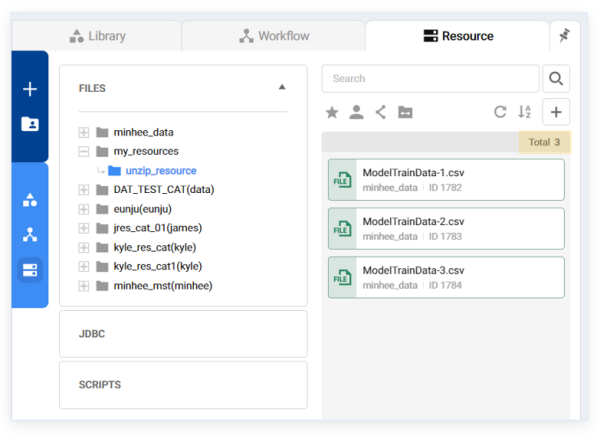 Library
Workflow
Resource
FILES
minhee_data
my_resources
unzip_resource
DAT_TEST_CAT(data)
eunju(eunju)
jres_cat_01(james)
kyle_res_cat(kyle)
kyle_res_cat1(kyle)
minhee_mst(minhee)
JDBC
SCRIPTS
Search
A
Z
Total 3
FILE
ModelTrainData-1.csv
minhee_data | ID 1782
FILE
ModelTrainData-2.csv
minhee_data | ID 1783
FILE
ModelTrainData-3.csv
minhee_data | ID 1784